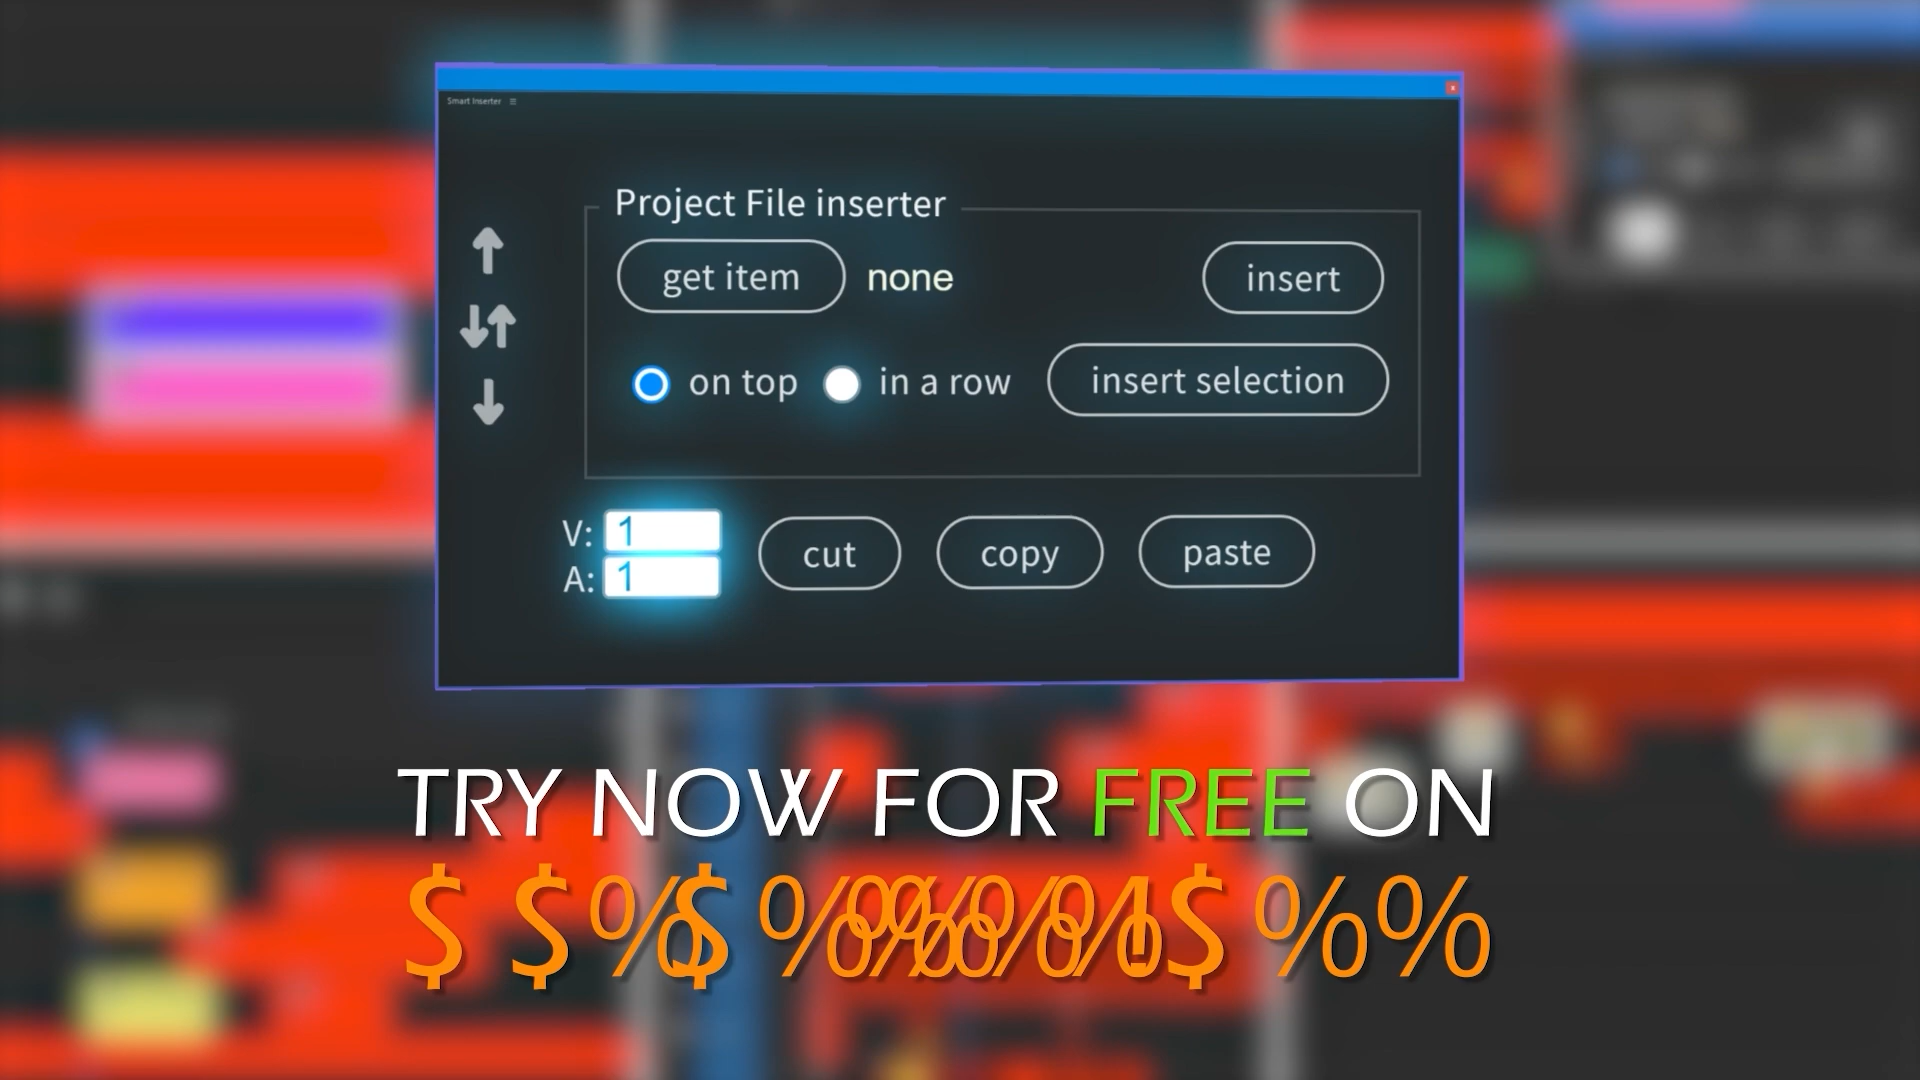 Smart Inserter
Project File inserter
get item none insert
on top in a row insert selection
V: 1
A: 1
cut copy paste
TRY NOW FOR FREE ON